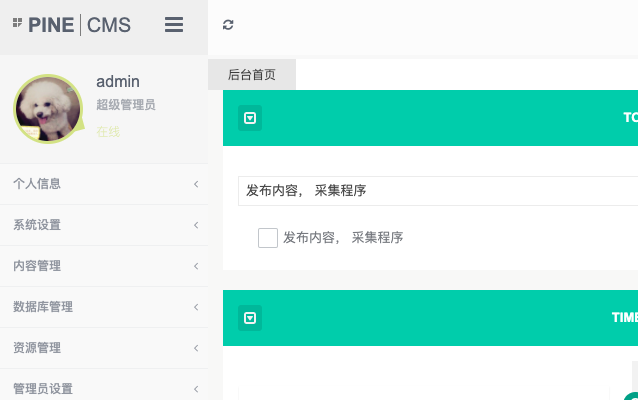 PINE CMS
admin
超级管理员
在线
个人信息
系统设置
内容管理
数据库管理
资源管理
管理员设置
后台首页
TO
发布内容， 采集程序
发布内容， 采集程序
TIME